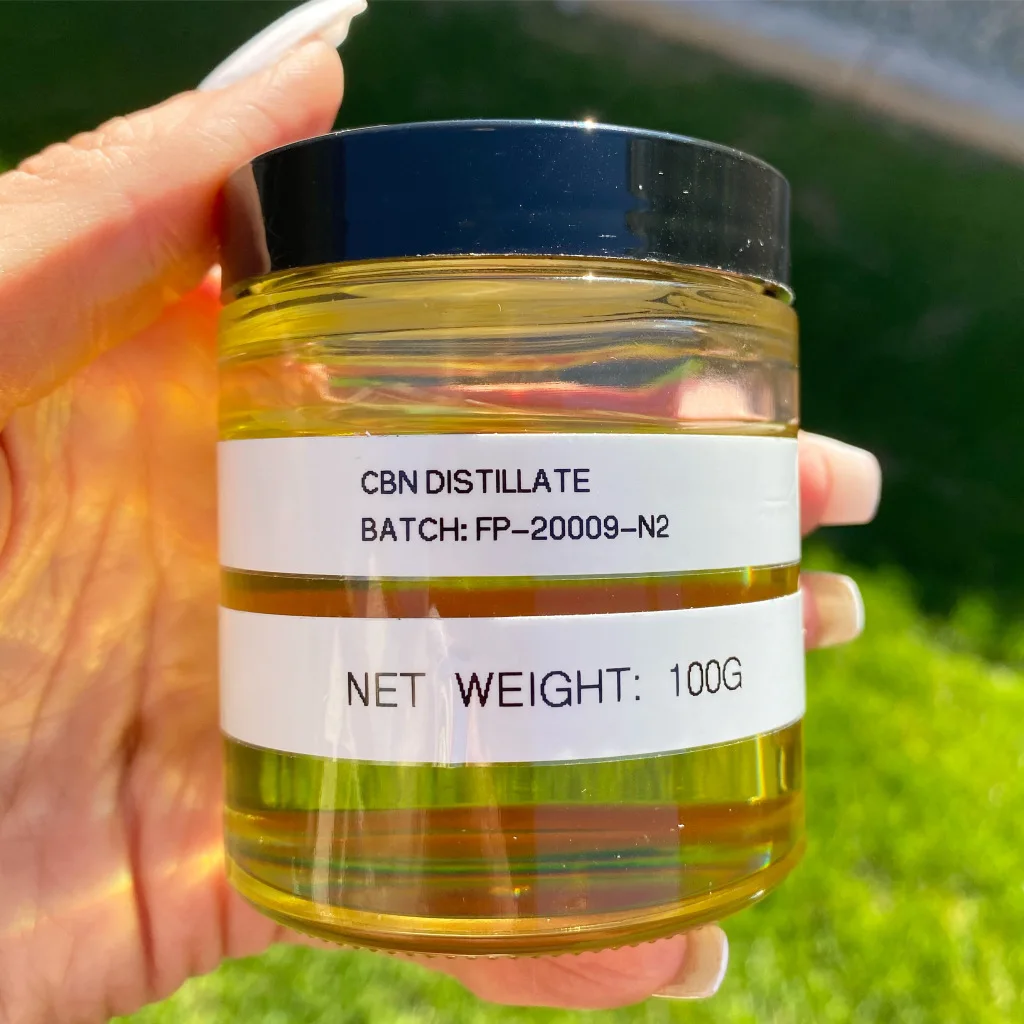 CBN DISTILLATE
BATCH: FP-20009-N2
NET WEIGHT: 100G